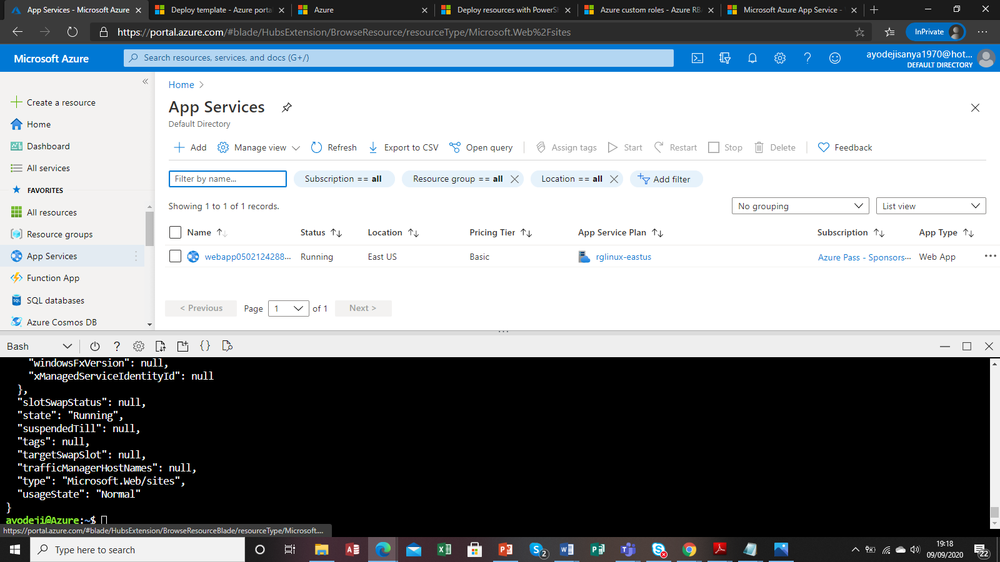 App Services - Microsoft Azure
Deploy template - Azure porta
Azure
Deploy resources with PowerS
Azure custom roles - Azure RB
Microsoft Azure App Service -
https://portal.azure.com/#blade/HubsExtension/BrowseResource/resourceType/Microsoft.Web%2Fsites
InPrivate
Microsoft Azure
Search resources, services, and docs (G+/)
ayodejisanya1970@hot...
DEFAULT DIRECTORY
Create a resource
Home
Dashboard
All services
FAVORITES
All resources
Resource groups
App Services
Function App
SQL databases
Azure Cosmos DB
Home >
App Services
Default Directory
Add
Manage view
Refresh
Export to CSV
Open query
Assign tags
Start
Restart
Stop
Delete
Feedback
Filter by name...
Subscription == all
Resource group == all
Location == all
Add filter
Showing 1 to 1 of 1 records.
No grouping
List view
Name
Status
Location
Pricing Tier
App Service Plan
Subscription
App Type
webapp0502124288...
Running
East US
Basic
rglinux-eastus
Azure Pass - Sponsors...
Web App
< Previous
Page 1 of 1
Next >
Bash
"windowsFxVersion": null,
"xManagedServiceIdentityId": null
},
"slotSwapStatus": null,
"state": "Running",
"suspendedTill": null,
"tags": null,
"targetSwapSlot": null,
"trafficManagerHostNames": null,
"type": "Microsoft.Web/sites",
"usageState": "Normal"
}
ayodeji@Azure:~$
https://portal.azure.com/#blade/HubsExtension/BrowseResourceBlade/resourceType/Microsoft....
Type here to search
2
19:18
09/09/2020
22